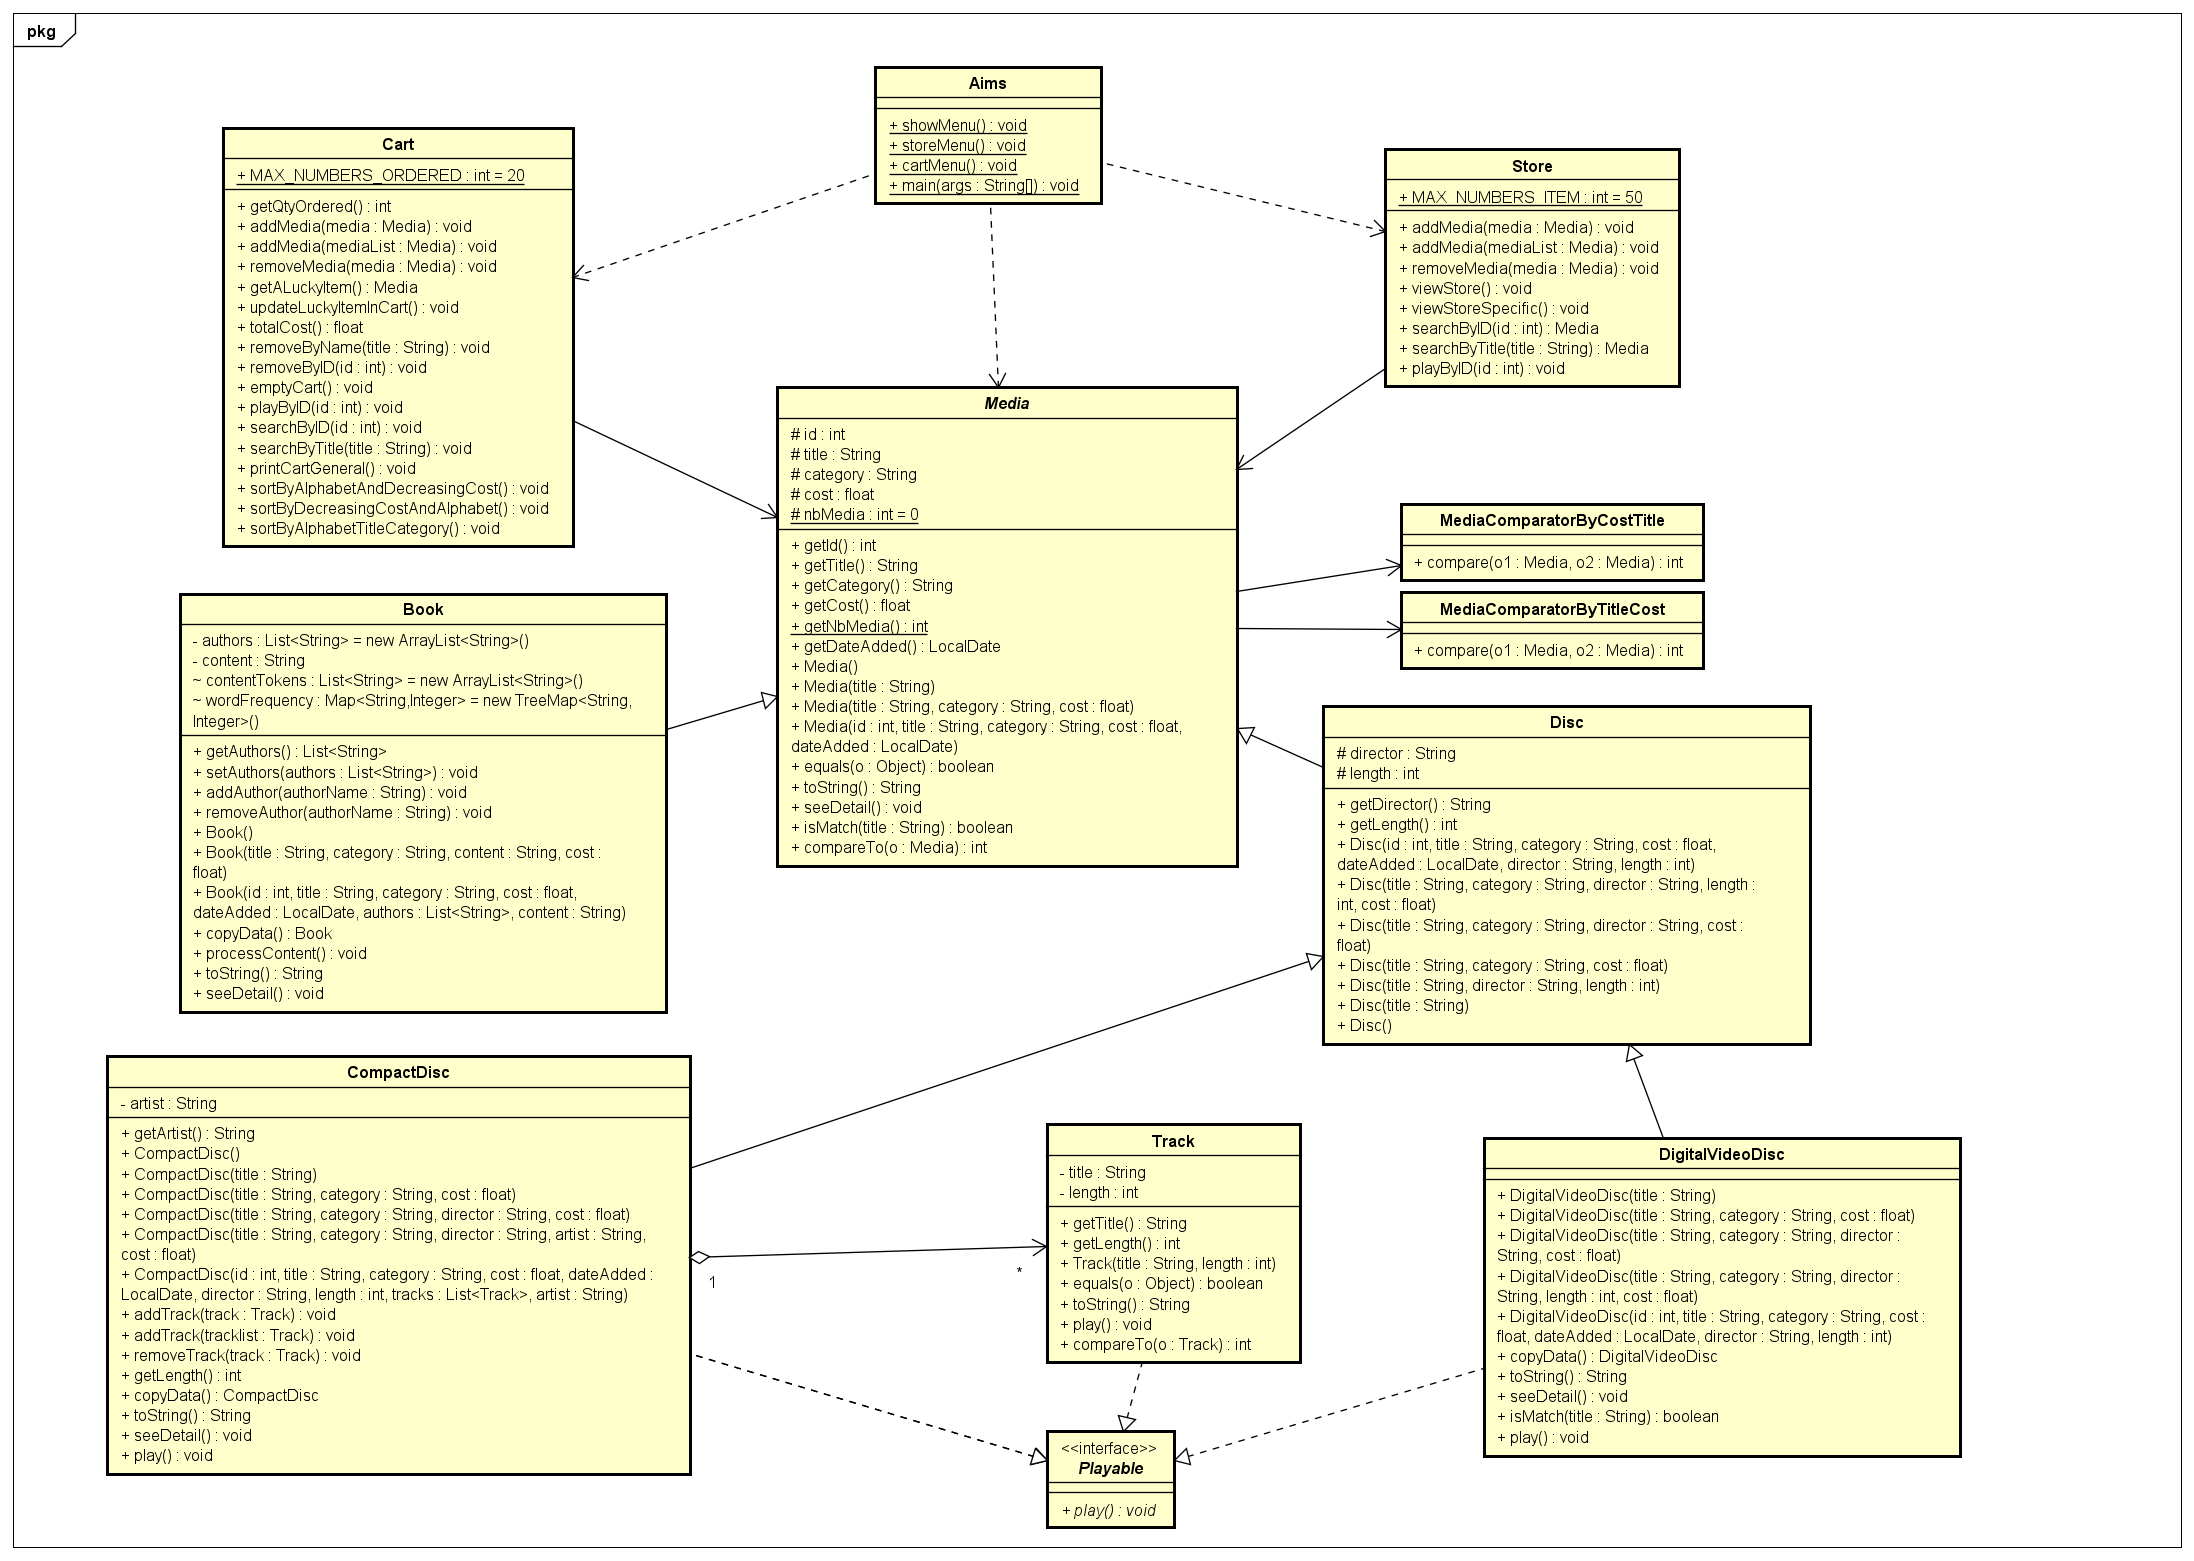 pkg
Aims
+ showMenu() : void
+ storeMenu() : void
+ cartMenu() : void
+ main(args : String[]) : void
Cart
+ MAX_NUMBERS_ORDERED : int = 20
+ getQtyOrdered() : int
+ addMedia(media : Media) : void
+ addMedia(mediaList : Media) : void
+ removeMedia(media : Media) : void
+ getALuckyItem() : Media
+ updateLuckyItemInCart() : void
+ totalCost() : float
+ removeByName(title : String) : void
+ removeByID(id : int) : void
+ emptyCart() : void
+ playByID(id : int) : void
+ searchByID(id : int) : void
+ searchByTitle(title : String) : void
+ printCartGeneral() : void
+ sortByAlphabetAndDecreasingCost() : void
+ sortByDecreasingCostAndAlphabet() : void
+ sortByAlphabetTitleCategory() : void
Store
+ MAX_NUMBERS_ITEM : int = 50
+ addMedia(media : Media) : void
+ addMedia(mediaList : Media) : void
+ removeMedia(media : Media) : void
+ viewStore() : void
+ viewStoreSpecific() : void
+ searchByID(id : int) : Media
+ searchByTitle(title : String) : Media
+ playByID(id : int) : void
Media
# id : int
# title : String
# category : String
# cost : float
# nbMedia : int = 0
+ getId() : int
+ getTitle() : String
+ getCategory() : String
+ getCost() : float
+ getNbMedia() : int
+ getDateAdded() : LocalDate
+ Media()
+ Media(title : String)
+ Media(title : String, category : String, cost : float)
+ Media(id : int, title : String, category : String, cost : float,
dateAdded : LocalDate)
+ equals(o : Object) : boolean
+ toString() : String
+ seeDetail() : void
+ isMatch(title : String) : boolean
+ compareTo(o : Media) : int
MediaComparatorByCostTitle
+ compare(o1 : Media, o2 : Media) : int
MediaComparatorByTitleCost
+ compare(o1 : Media, o2 : Media) : int
Book
- authors : List<String> = new ArrayList<String>()
- content : String
~ contentTokens : List<String> = new ArrayList<String>()
~ wordFrequency : Map<String,Integer> = new TreeMap<String,
Integer>()
+ getAuthors() : List<String>
+ setAuthors(authors : List<String>) : void
+ addAuthor(authorName : String) : void
+ removeAuthor(authorName : String) : void
+ Book()
+ Book(title : String, category : String, content : String, cost :
float)
+ Book(id : int, title : String, category : String, cost : float,
dateAdded : LocalDate, authors : List<String>, content : String)
+ copyData() : Book
+ processContent() : void
+ toString() : String
+ seeDetail() : void
Disc
# director : String
# length : int
+ getDirector() : String
+ getLength() : int
+ Disc(id : int, title : String, category : String, cost : float,
dateAdded : LocalDate, director : String, length : int)
+ Disc(title : String, category : String, director : String, length :
int, cost : float)
+ Disc(title : String, category : String, director : String, cost :
float)
+ Disc(title : String, category : String, cost : float)
+ Disc(title : String, director : String, length : int)
+ Disc(title : String)
+ Disc()
CompactDisc
- artist : String
+ getArtist() : String
+ CompactDisc()
+ CompactDisc(title : String)
+ CompactDisc(title : String, category : String, cost : float)
+ CompactDisc(title : String, category : String, director : String, cost : float)
+ CompactDisc(title : String, category : String, director : String, artist : String,
cost : float)
+ CompactDisc(id : int, title : String, category : String, cost : float, dateAdded :
LocalDate, director : String, length : int, tracks : List<Track>, artist : String)
+ addTrack(track : Track) : void
+ addTrack(tracklist : Track) : void
+ removeTrack(track : Track) : void
+ getLength() : int
+ copyData() : CompactDisc
+ toString() : String
+ seeDetail() : void
+ play() : void
1
*
Track
- title : String
- length : int
+ getTitle() : String
+ getLength() : int
+ Track(title : String, length : int)
+ equals(o : Object) : boolean
+ toString() : String
+ play() : void
+ compareTo(o : Track) : int
DigitalVideoDisc
+ DigitalVideoDisc(title : String)
+ DigitalVideoDisc(title : String, category : String, cost : float)
+ DigitalVideoDisc(title : String, category : String, director :
String, cost : float)
+ DigitalVideoDisc(title : String, category : String, director :
String, length : int, cost : float)
+ DigitalVideoDisc(id : int, title : String, category : String, cost :
float, dateAdded : LocalDate, director : String, length : int)
+ copyData() : DigitalVideoDisc
+ toString() : String
+ seeDetail() : void
+ isMatch(title : String) : boolean
+ play() : void
<<interface>>
Playable
+ play() : void